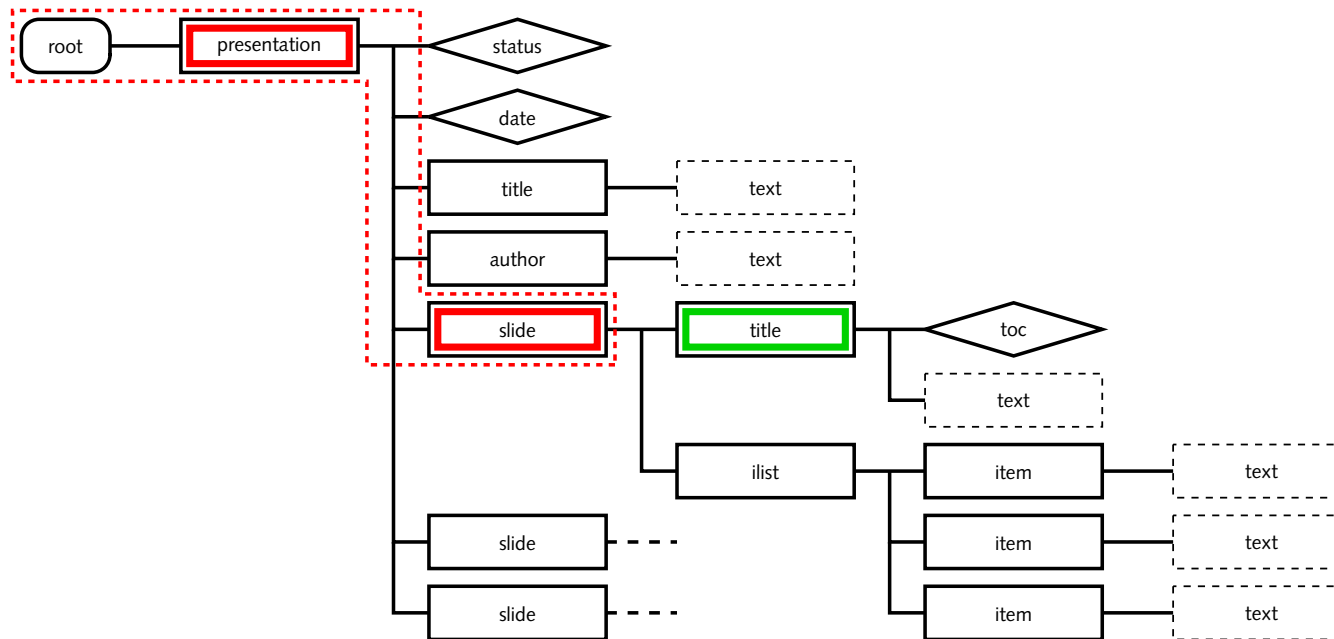 root
presentation
status
date
title
text
author
text
slide
title
toc
text
ilist
item
text
slide
item
text
slide
item
text